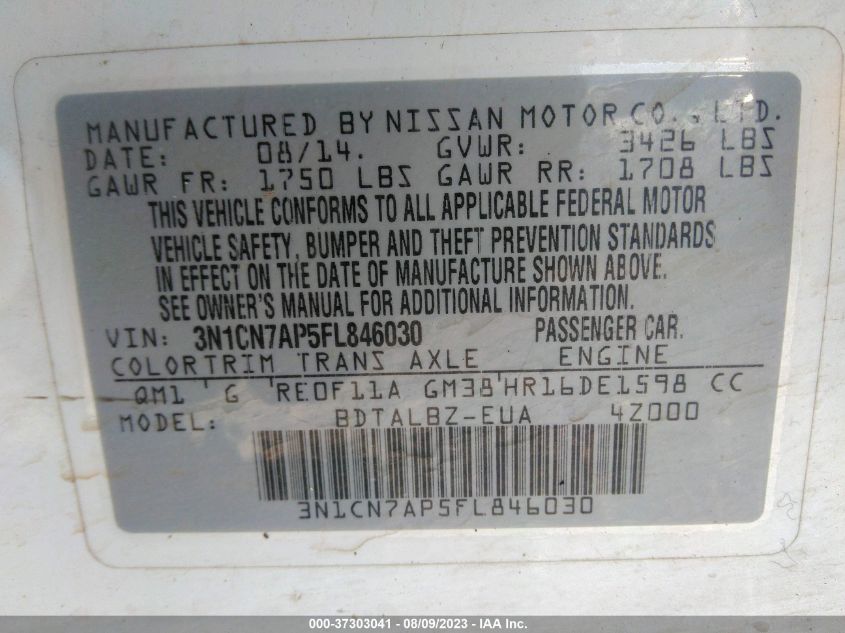 MANUFACTURED BY NISSAN MOTOR CO., LTD.
DATE: 08/14. GVWR: 3426 LBS
GAWR FR: 1750 LBS GAWR RR: 1708 LBS
THIS VEHICLE CONFORMS TO ALL APPLICABLE FEDERAL MOTOR
VEHICLE SAFETY, BUMPER AND THEFT PREVENTION STANDARDS
IN EFFECT ON THE DATE OF MANUFACTURE SHOWN ABOVE.
SEE OWNER'S MANUAL FOR ADDITIONAL INFORMATION.
VIN: 3N1CN7AP5FL846030 PASSENGER CAR.
COLORTRIM TRANS AXLE ENGINE
QM1 ' G 'RE0F11A GM38'HR16DE1598 CC
MODEL: BDTALBZ-EUA 4Z000
3N1CN7AP5FL846030
000-37303041 - 08/09/2023 - IAA Inc.